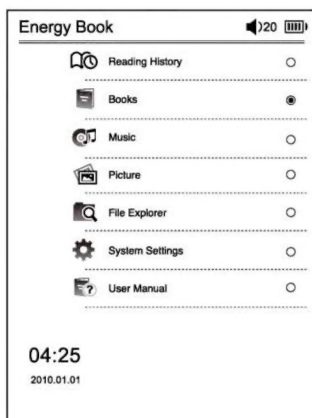 Energy Book 20
Reading History
Books
Music
Picture
File Explorer
System Settings
User Manual
04:25
2010.01.01